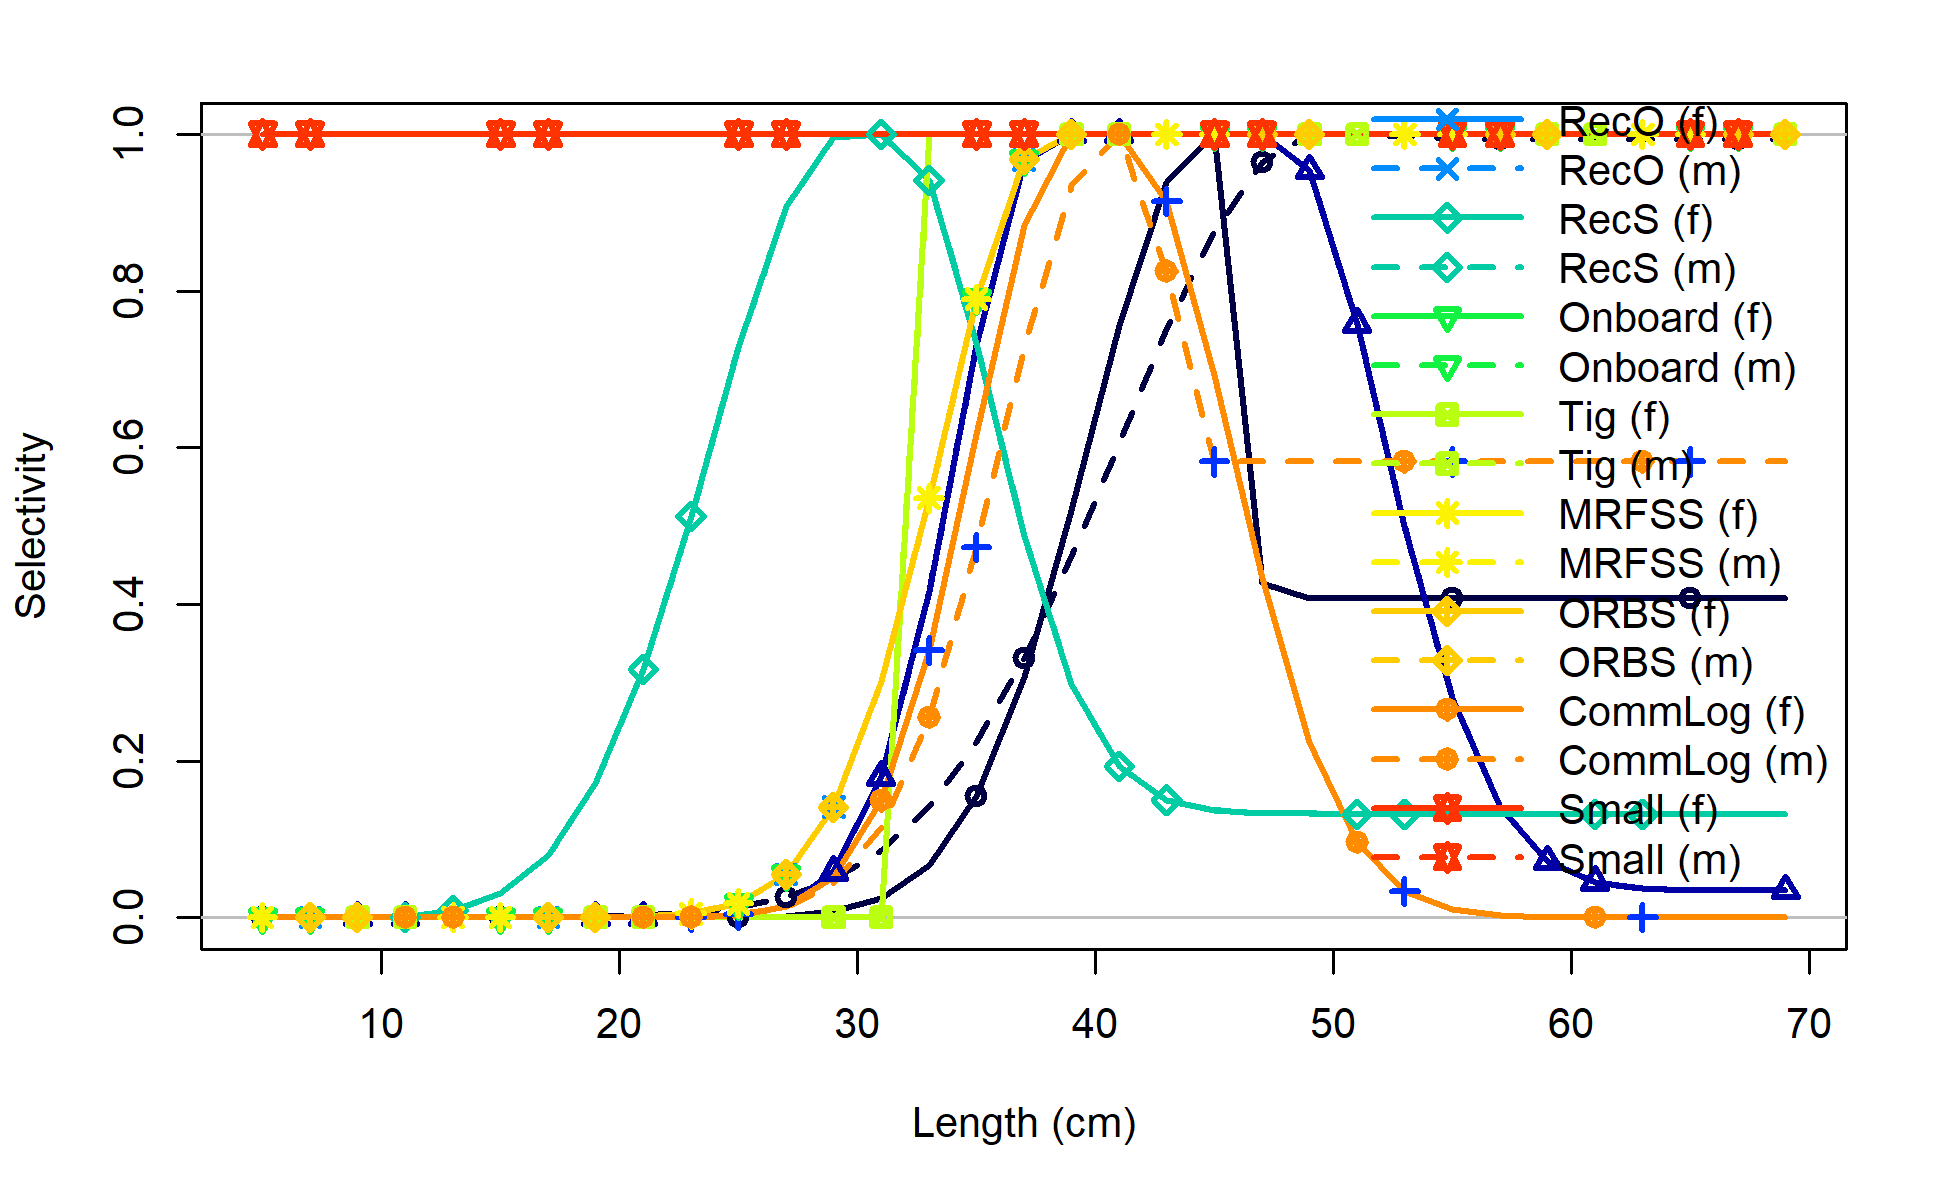 1.0
0.8
0.6
0.4
0.2
0.0
Selectivity
10 20 30 40 50 60 70
Length (cm)
RecO (f)
RecO (m)
RecS (f)
RecS (m)
Onboard (f)
Onboard (m)
Tig (f)
Tig (m)
MRFSS (f)
MRFSS (m)
ORBS (f)
ORBS (m)
CommLog (f)
CommLog (m)
Small (f)
Small (m)